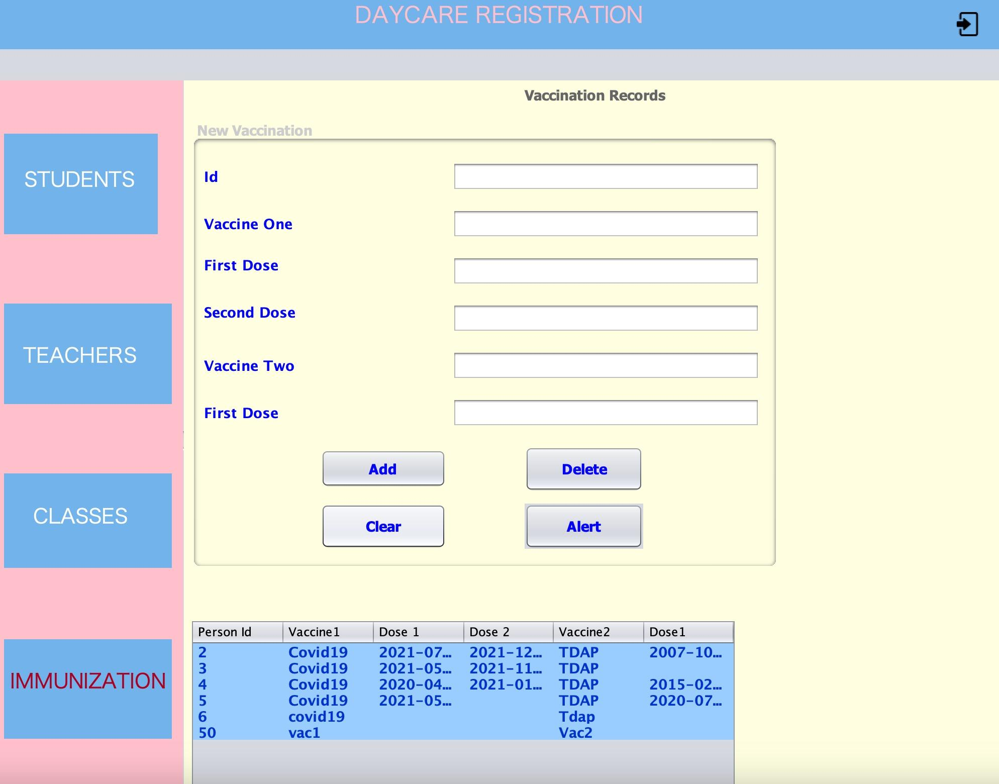 DAYCARE REGISTRATION
Vaccination Records
New Vaccination
STUDENTS
TEACHERS
CLASSES
IMMUNIZATION
Id
Vaccine One
First Dose
Second Dose
Vaccine Two
First Dose
Add Delete
Clear Alert
Person Id Vaccine1 Dose 1 Dose 2 Vaccine2 Dose1
2 Covid19 2021-07... 2021-12... TDAP 2007-10...
3 Covid19 2021-05... 2021-11... TDAP
4 Covid19 2020-04... 2021-01... TDAP 2015-02...
5 Covid19 2021-05... TDAP 2020-07...
6 covid19 Tdap
50 vac1 Vac2